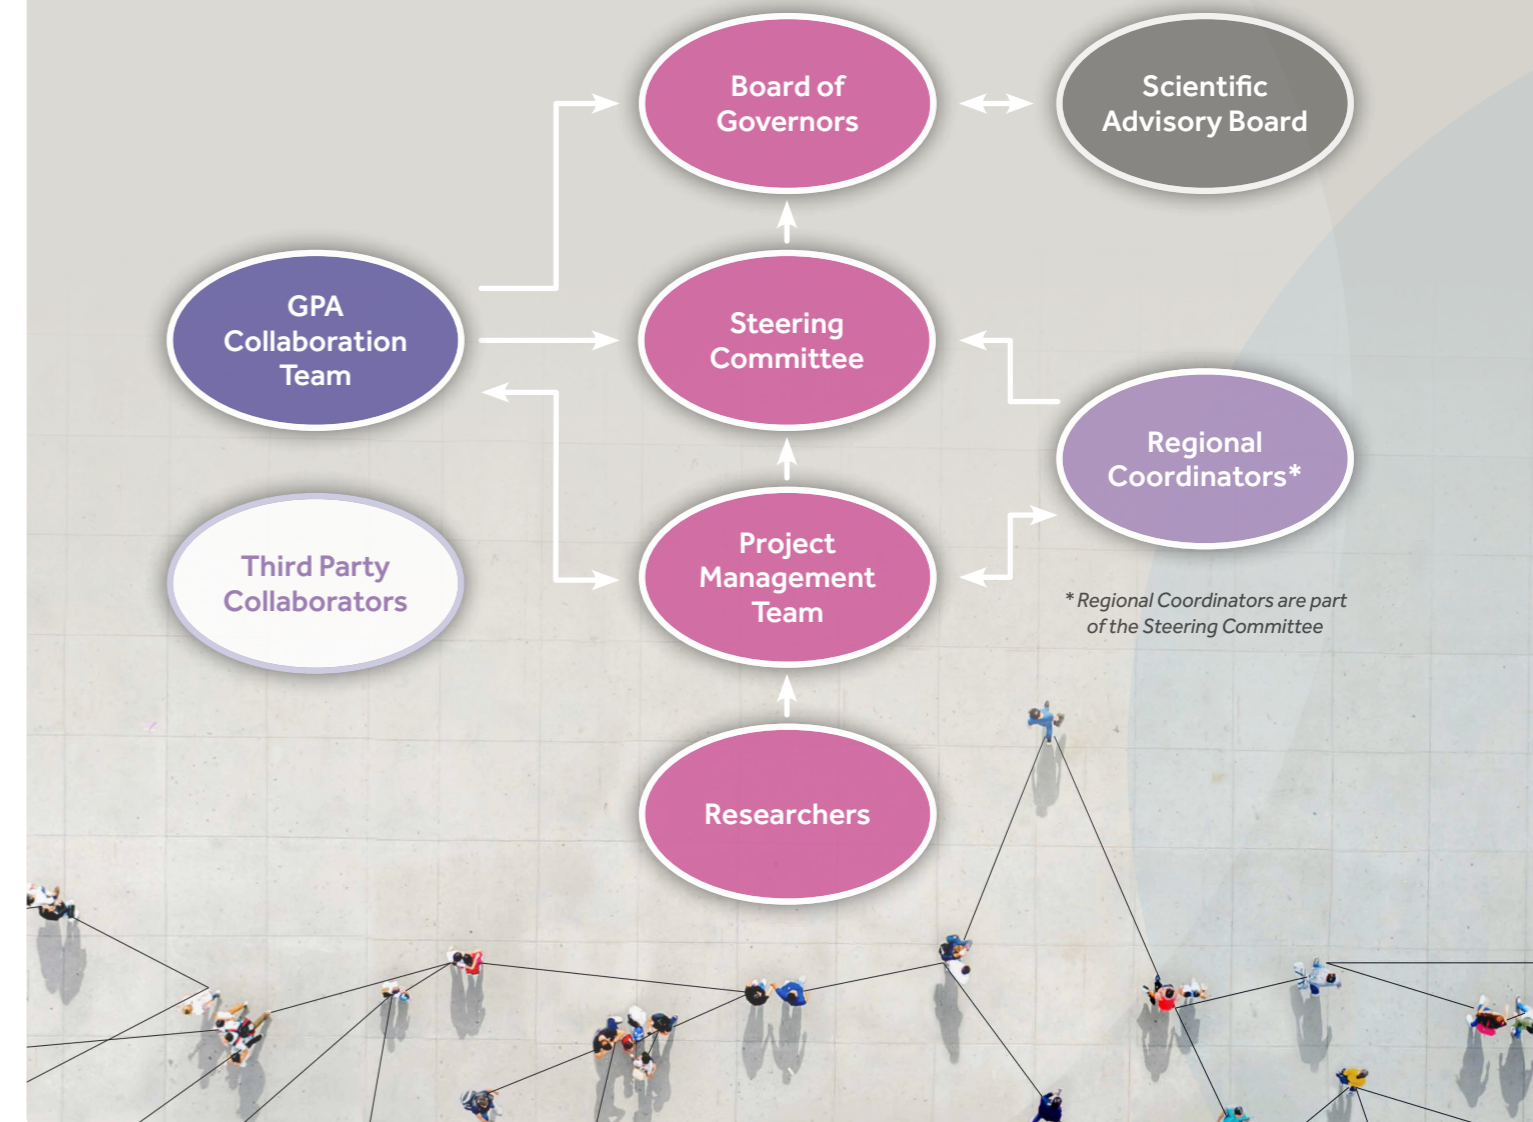 Board of
Governors
Scientific
Advisory Board
GPA
Collaboration
Team
Steering
Committee
Regional
Coordinators*
Third Party
Collaborators
Project
Management
Team
* Regional Coordinators are part
of the Steering Committee
Researchers